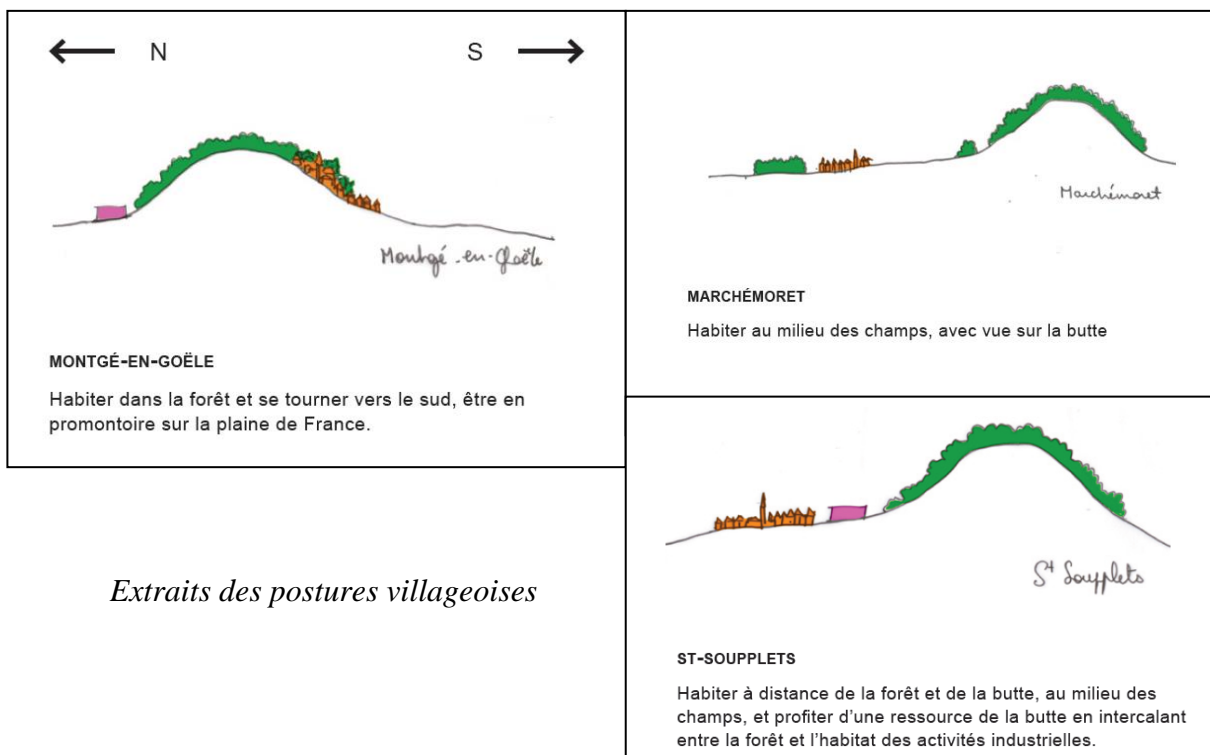 N
S
Montgé-en-Goële
MONTGÉ-EN-GOËLE
Habiter dans la forêt et se tourner vers le sud, être en
promontoire sur la plaine de France.
Marchémoret
MARCHÉMORET
Habiter au milieu des champs, avec vue sur la butte
St Soupplets
ST-SOUPPLETS
Habiter à distance de la forêt et de la butte, au milieu des
champs, et profiter d'une ressource de la butte en intercalant
entre la forêt et l'habitat des activités industrielles.
Extraits des postures villageoises